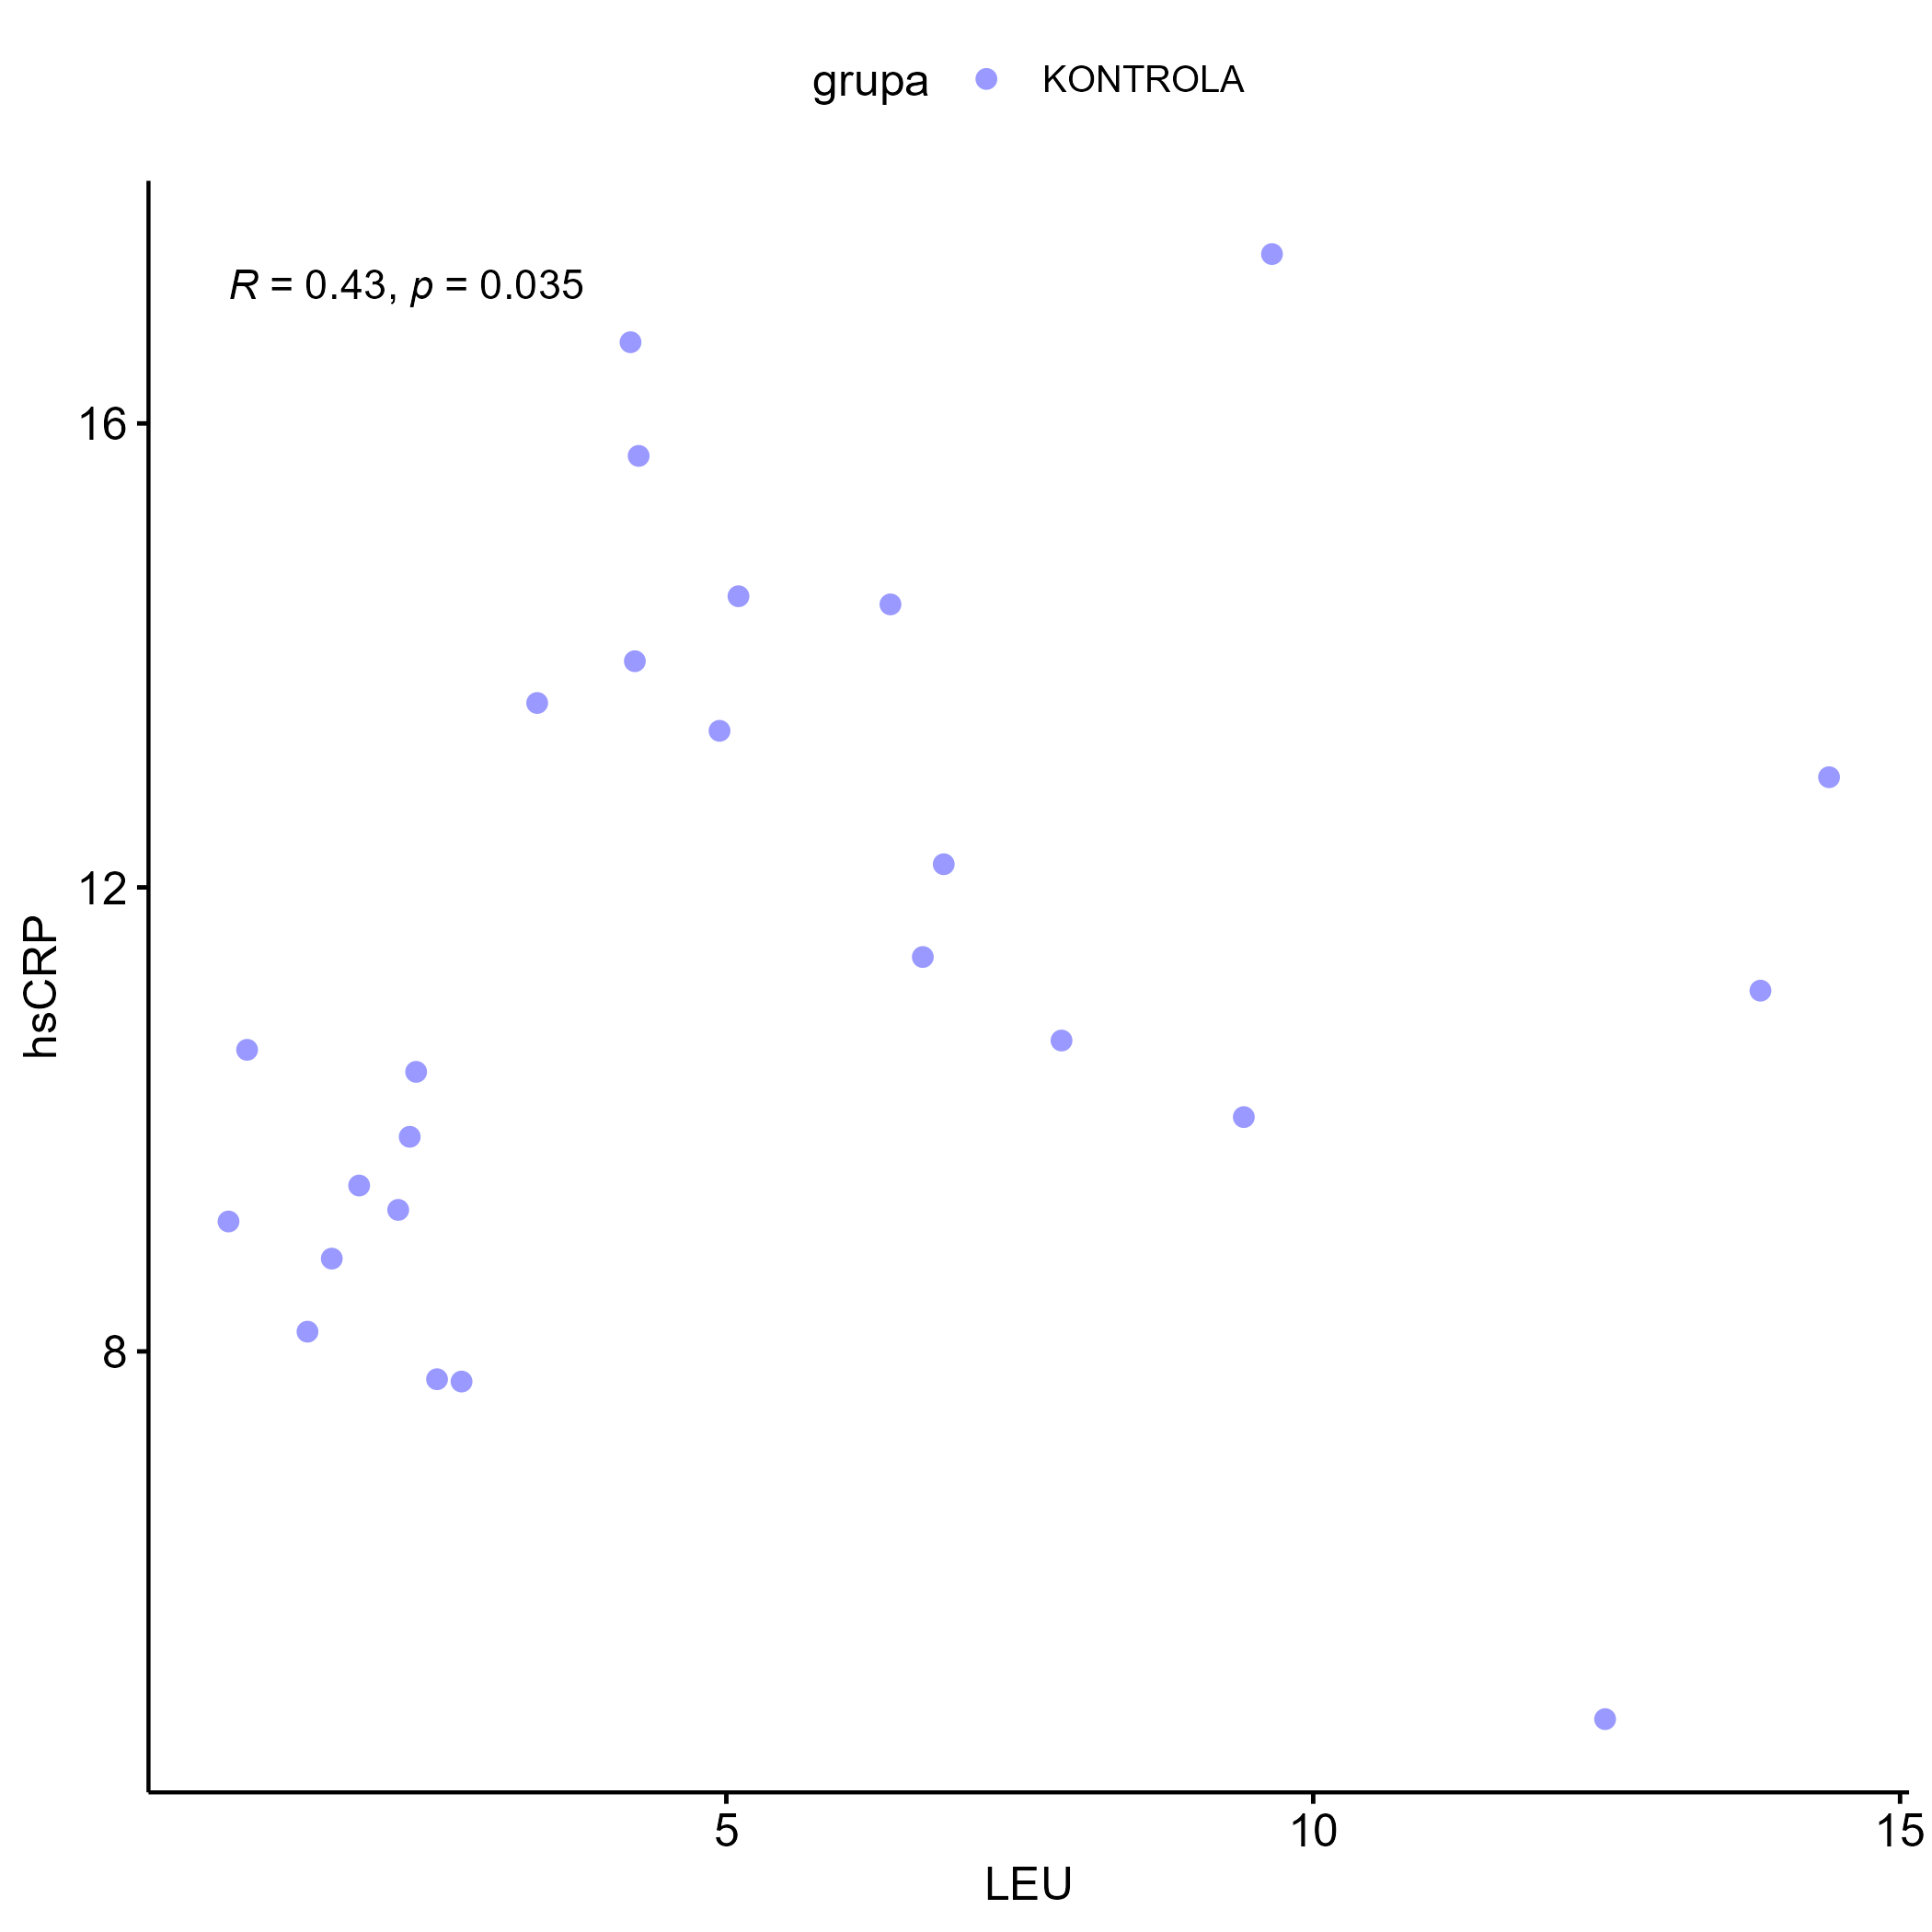 grupa KONTROLA
R = 0.43, p = 0.035
16
12
8
hsCRP
5 10 15
LEU